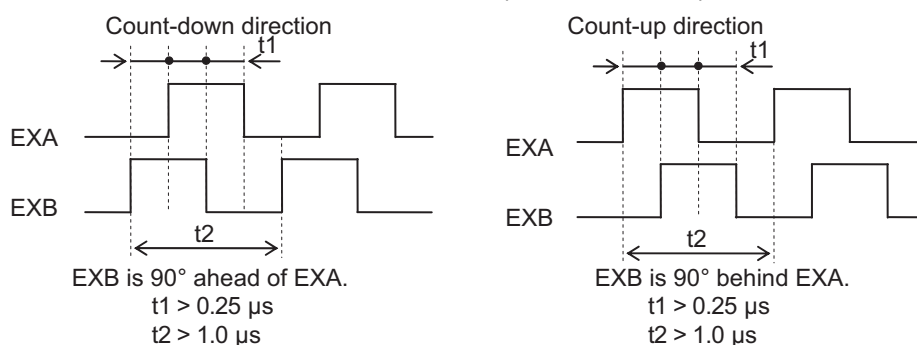 Count-down direction
t1
EXA
EXB
t2
EXB is 90° ahead of EXA.
t1 > 0.25 µs
t2 > 1.0 µs
Count-up direction
t1
EXA
EXB
t2
EXB is 90° behind EXA.
t1 > 0.25 µs
t2 > 1.0 µs